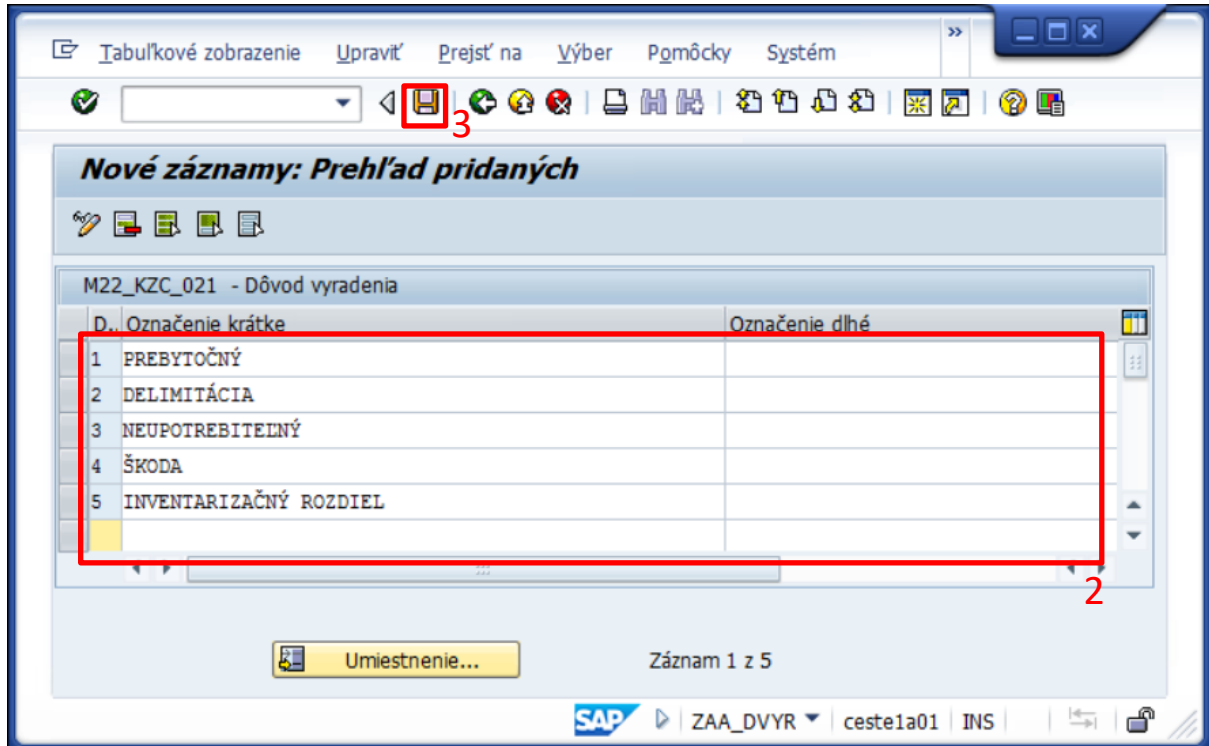 Tabuľkové zobrazenie Upraviť Prejsť na Výber Pomôcky Systém »
3
Nové záznamy: Prehľad pridaných
M22_KZC_021 - Dôvod vyradenia
D.. Označenie krátke Označenie dlhé
1 PREBYTOČNÝ
2 DELIMITÁCIA
3 NEUPOTREBITEĽNÝ
4 ŠKODA
5 INVENTARIZAČNÝ ROZDIEL
2
Umiestnenie... Záznam 1 z 5
SAP ZAA_DVYR ceste1a01 INS